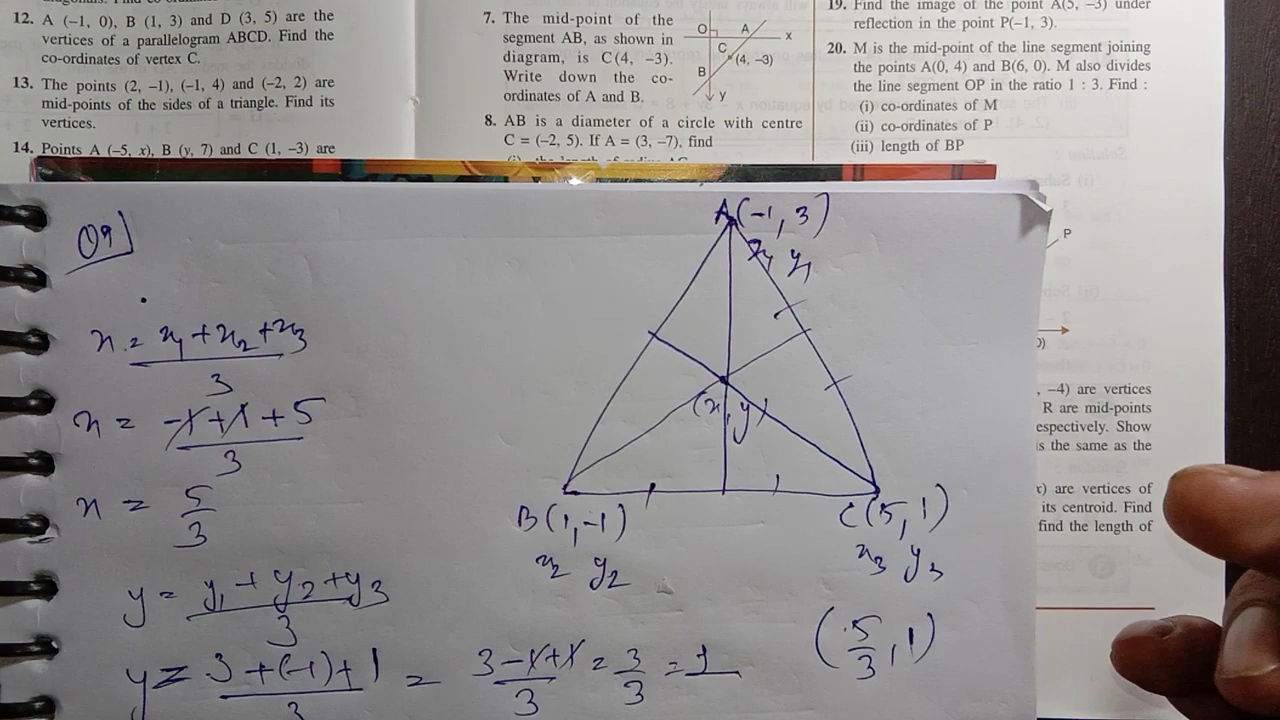 12. A (−1, 0), B (1, 3) and D (3, 5) are the
vertices of a parallelogram ABCD. Find the
co-ordinates of vertex C.
13. The points (2, −1), (−1, 4) and (−2, 2) are
mid-points of the sides of a triangle. Find its
vertices.
14. Points A (−5, x), B (y, 7) and C (1, −3) are
7. The mid-point of the
segment AB, as shown in
diagram, is C(4, −3).
Write down the co-
ordinates of A and B.
O A x
C
(4, −3)
B
y
8. AB is a diameter of a circle with centre
C = (−2, 5). If A = (3, −7), find
19. Find the image of the point A(5, −3) under
reflection in the point P(−1, 3).
20. M is the mid-point of the line segment joining
the points A(0, 4) and B(6, 0). M also divides
the line segment OP in the ratio 1 : 3. Find :
(i) co-ordinates of M
(ii) co-ordinates of P
(iii) length of BP
P
, −4) are vertices
R are mid-points
espectively. Show
is the same as the
x) are vertices of
its centroid. Find
find the length of
Q9]
x = x1 + x2 + x3
3
x = -1 + 1 + 5
3
x = 5
3
y = y1 + y2 + y3
3
y = 3 + (-1) + 1 = 3 - 1 + 1 = 3 = 1
3 3 3
A(-1, 3)
x1 y1
(x, y)
B(1, -1)
x2 y2
C(5, 1)
x3 y3
(5/3, 1)